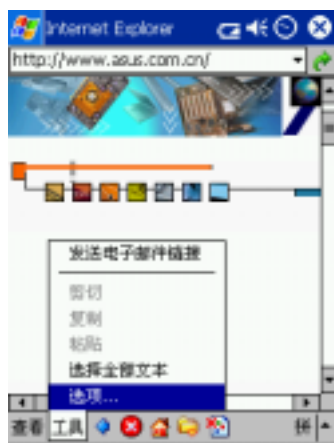 Internet Explorer
http://www.asus.com.cn/
发送电子邮件链接
剪切
复制
粘贴
选择全部文本
选项...
查看 工具 拼